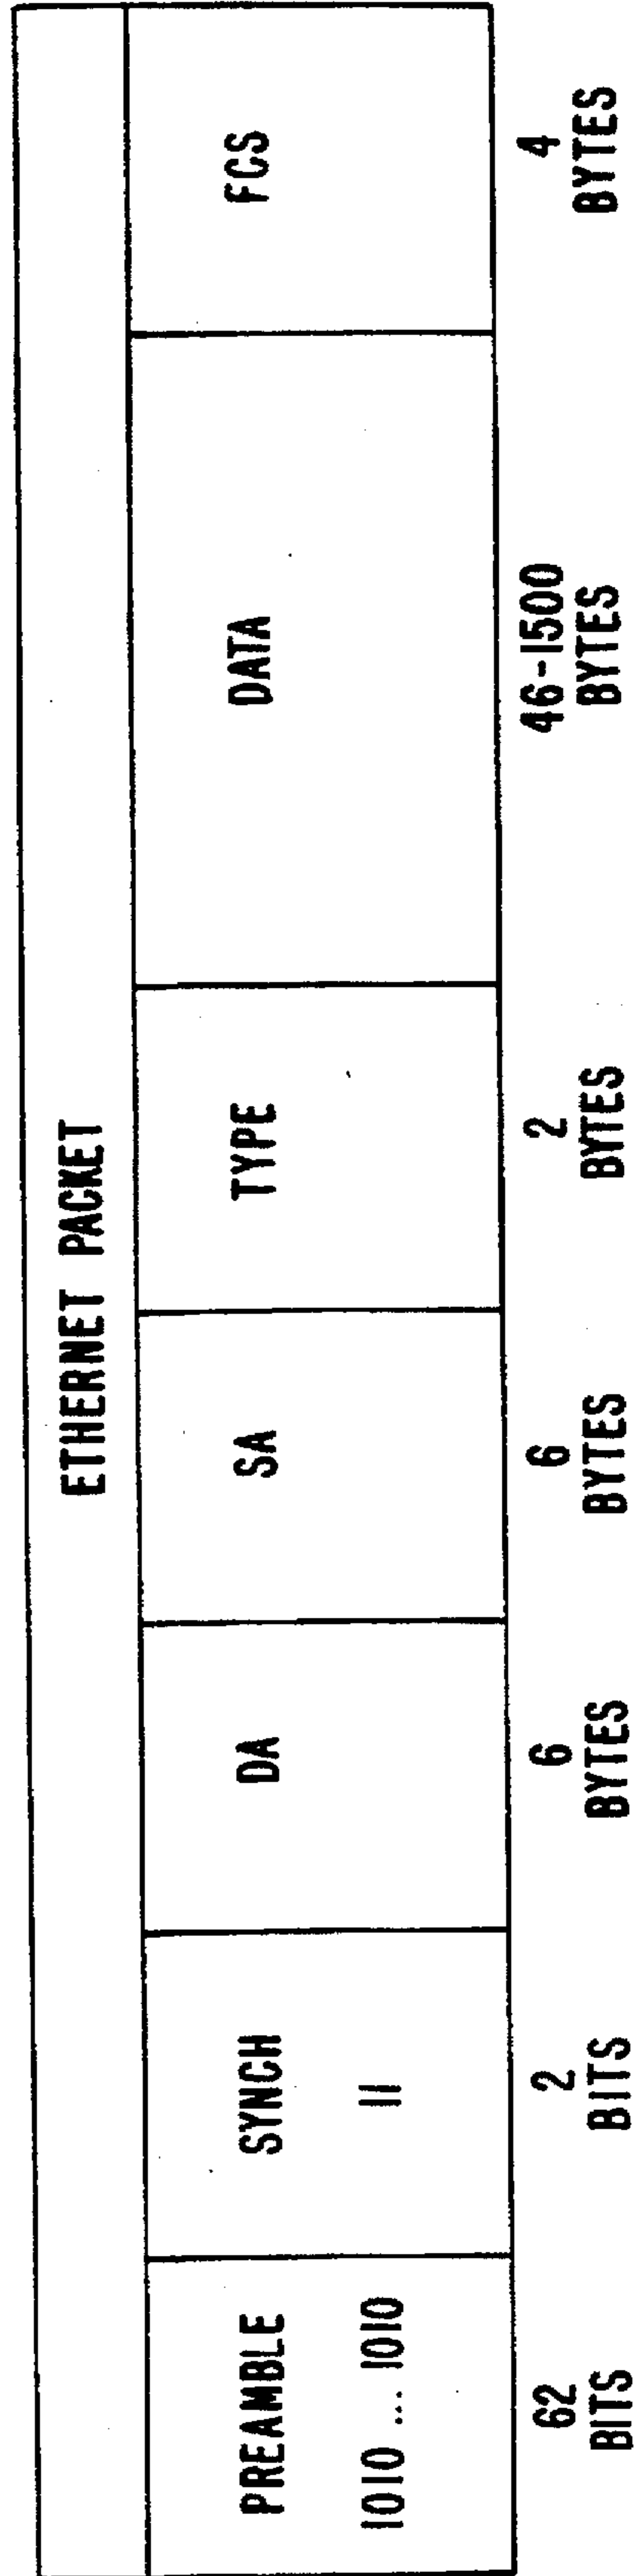 ETHERNET PACKET
PREAMBLE
1010 ... 1010
SYNCH
11
DA
SA
TYPE
DATA
FCS
62
BITS
2
BITS
6
BYTES
6
BYTES
2
BYTES
46-1500
BYTES
4
BYTES